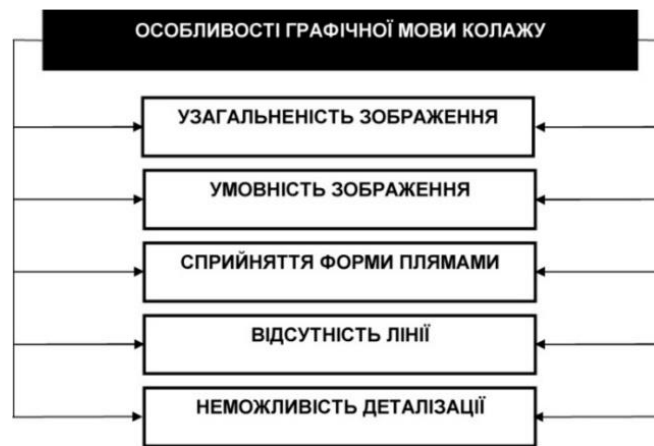 ОСОБЛИВОСТІ ГРАФІЧНОЇ МОВИ КОЛАЖУ
УЗАГАЛЬНЕНІСТЬ ЗОБРАЖЕННЯ
УМОВНІСТЬ ЗОБРАЖЕННЯ
СПРИЙНЯТТЯ ФОРМИ ПЛЯМАМИ
ВІДСУТНІСТЬ ЛІНІЇ
НЕМОЖЛИВІСТЬ ДЕТАЛІЗАЦІЇ